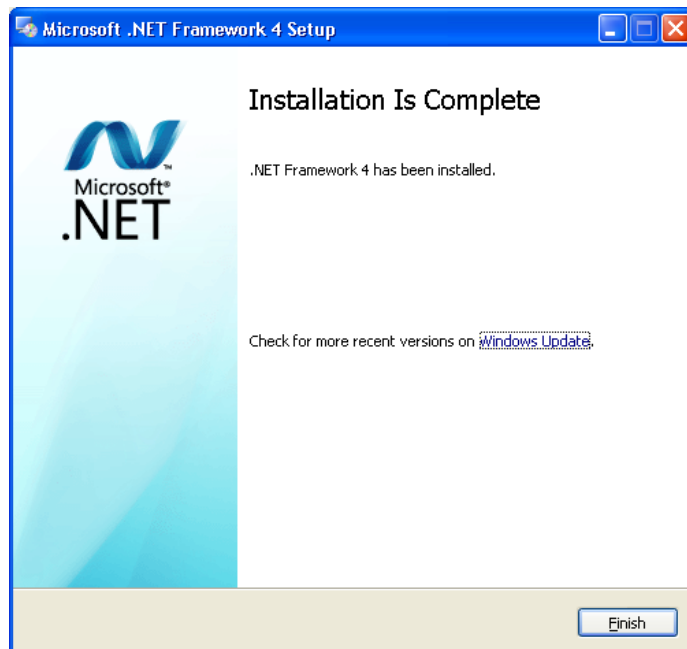 Microsoft .NET Framework 4 Setup
Installation Is Complete
.NET Framework 4 has been installed.
Microsoft®
.NET™
Check for more recent versions on Windows Update.
Finish